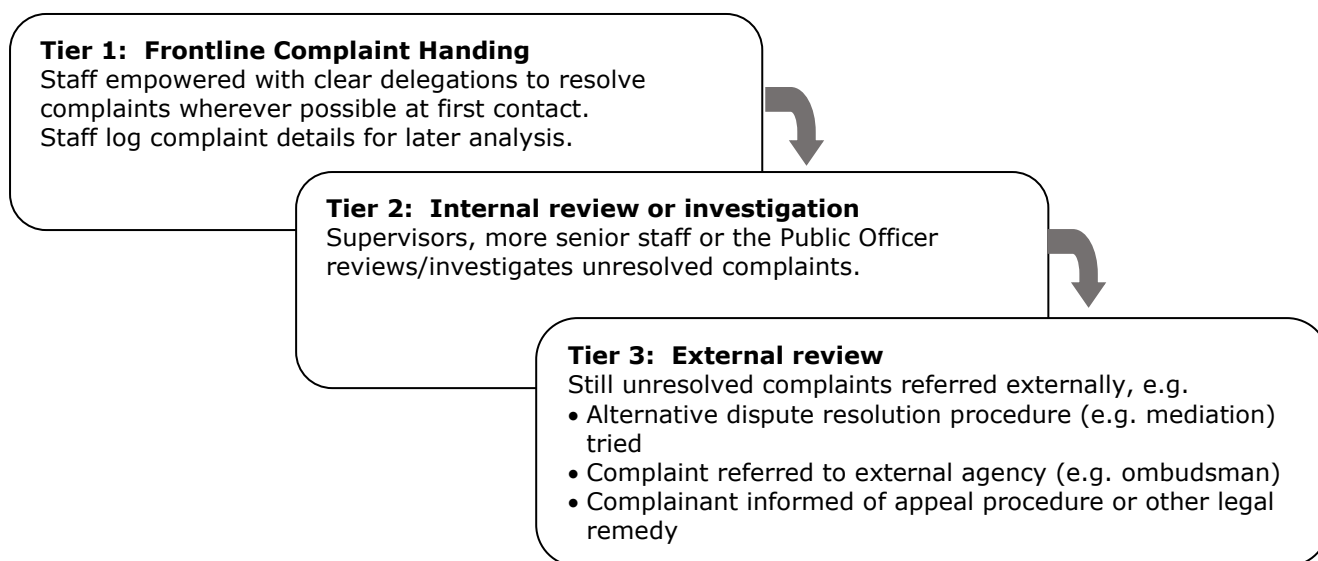 Tier 1:  Frontline Complaint Handing
Staff empowered with clear delegations to resolve
complaints wherever possible at first contact.
Staff log complaint details for later analysis.
Tier 2:  Internal review or investigation
Supervisors, more senior staff or the Public Officer
reviews/investigates unresolved complaints.
Tier 3:  External review
Still unresolved complaints referred externally, e.g.
• Alternative dispute resolution procedure (e.g. mediation)
tried
• Complaint referred to external agency (e.g. ombudsman)
• Complainant informed of appeal procedure or other legal
remedy